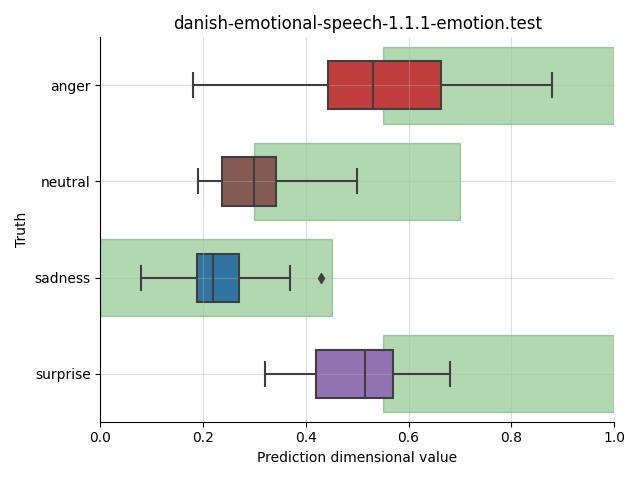 danish-emotional-speech-1.1.1-emotion.test
anger
neutral
sadness
surprise
Truth
0.0 0.2 0.4 0.6 0.8 1.0
Prediction dimensional value